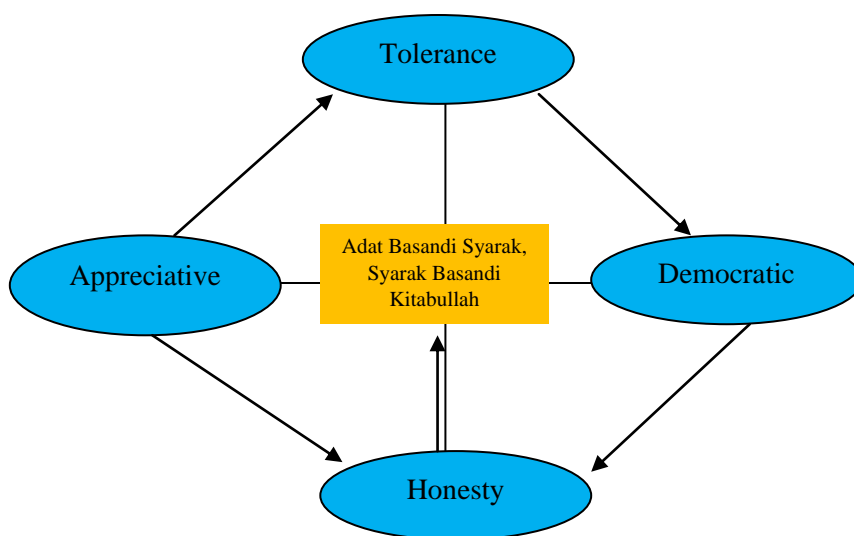 Tolerance
Appreciative
Adat Basandi Syarak,
Syarak Basandi
Kitabullah
Democratic
Honesty